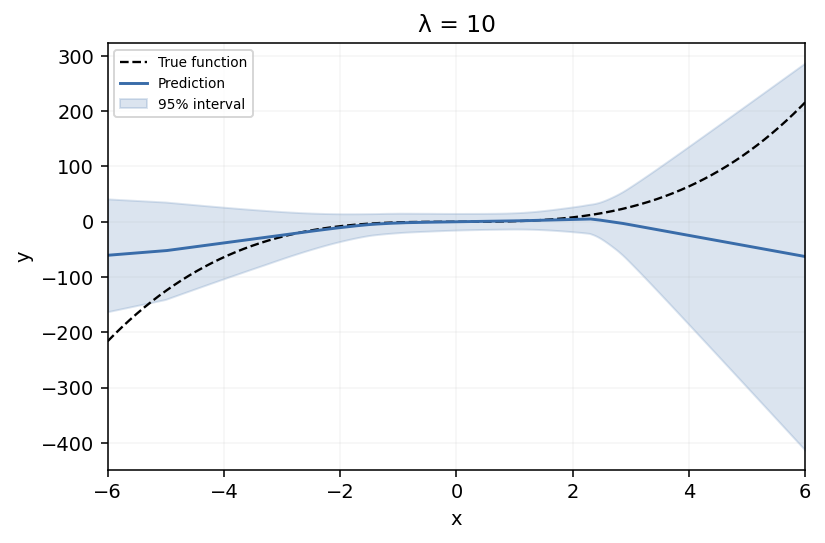 λ = 10
True function
Prediction
95% interval
300
200
100
0
−100
−200
−300
−400
y
−6 −4 −2 0 2 4 6
x